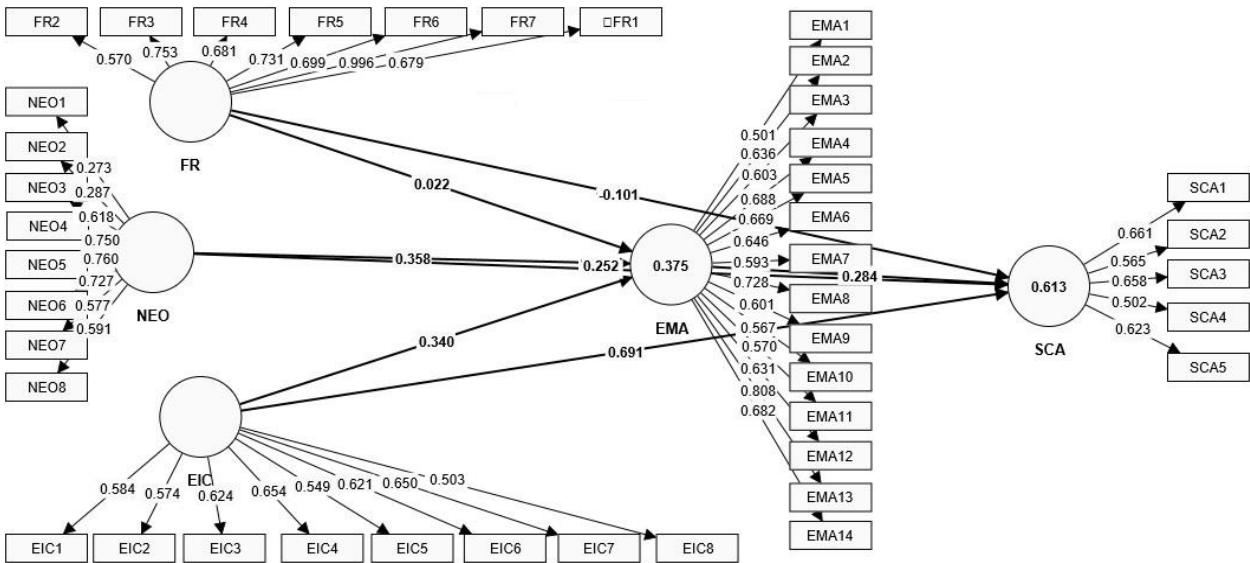 FR2 FR3 FR4 FR5 FR6 FR7 □FR1
0.570 0.753 0.681 0.731 0.699 0.996 0.679
FR
NEO1
NEO2
NEO3
NEO4
NEO5
NEO6
NEO7
NEO8
0.273
0.287
0.618
0.750
0.760
0.727
0.577
0.591
NEO
0.022
-0.101
0.358
0.252
0.284
0.340
0.691
EIC
0.584 0.574 0.624 0.654 0.549 0.621 0.650 0.503
EIC1 EIC2 EIC3 EIC4 EIC5 EIC6 EIC7 EIC8
0.375
EMA
0.501
0.636
0.603
0.688
0.669
0.646
0.593
0.728
0.601
0.567
0.570
0.631
0.808
0.682
EMA1
EMA2
EMA3
EMA4
EMA5
EMA6
EMA7
EMA8
EMA9
EMA10
EMA11
EMA12
EMA13
EMA14
0.613
SCA
0.661
0.565
0.658
0.502
0.623
SCA1
SCA2
SCA3
SCA4
SCA5